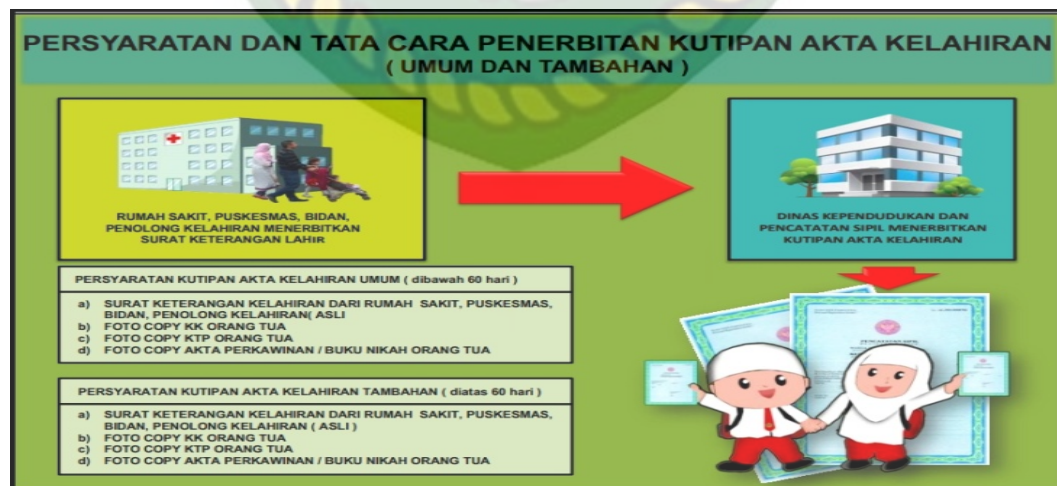 PERSYARATAN DAN TATA CARA PENERBITAN KUTIPAN AKTA KELAHIRAN
( UMUM DAN TAMBAHAN )
RUMAH SAKIT, PUSKESMAS, BIDAN,
PENOLONG KELAHIRAN MENERBITKAN
SURAT KETERANGAN LAHIR
DINAS KEPENDUDUKAN DAN
PENCATATAN SIPIL MENERBITKAN
KUTIPAN AKTA KELAHIRAN
PERSYARATAN KUTIPAN AKTA KELAHIRAN UMUM ( dibawah 60 hari )
a) SURAT KETERANGAN KELAHIRAN DARI RUMAH SAKIT, PUSKESMAS,
BIDAN, PENOLONG KELAHIRAN( ASLI
b) FOTO COPY KK ORANG TUA
c) FOTO COPY KTP ORANG TUA
d) FOTO COPY AKTA PERKAWINAN / BUKU NIKAH ORANG TUA
PERSYARATAN KUTIPAN AKTA KELAHIRAN TAMBAHAN ( diatas 60 hari )
a) SURAT KETERANGAN KELAHIRAN DARI RUMAH SAKIT, PUSKESMAS,
BIDAN, PENOLONG KELAHIRAN ( ASLI )
b) FOTO COPY KK ORANG TUA
c) FOTO COPY KTP ORANG TUA
d) FOTO COPY AKTA PERKAWINAN / BUKU NIKAH ORANG TUA